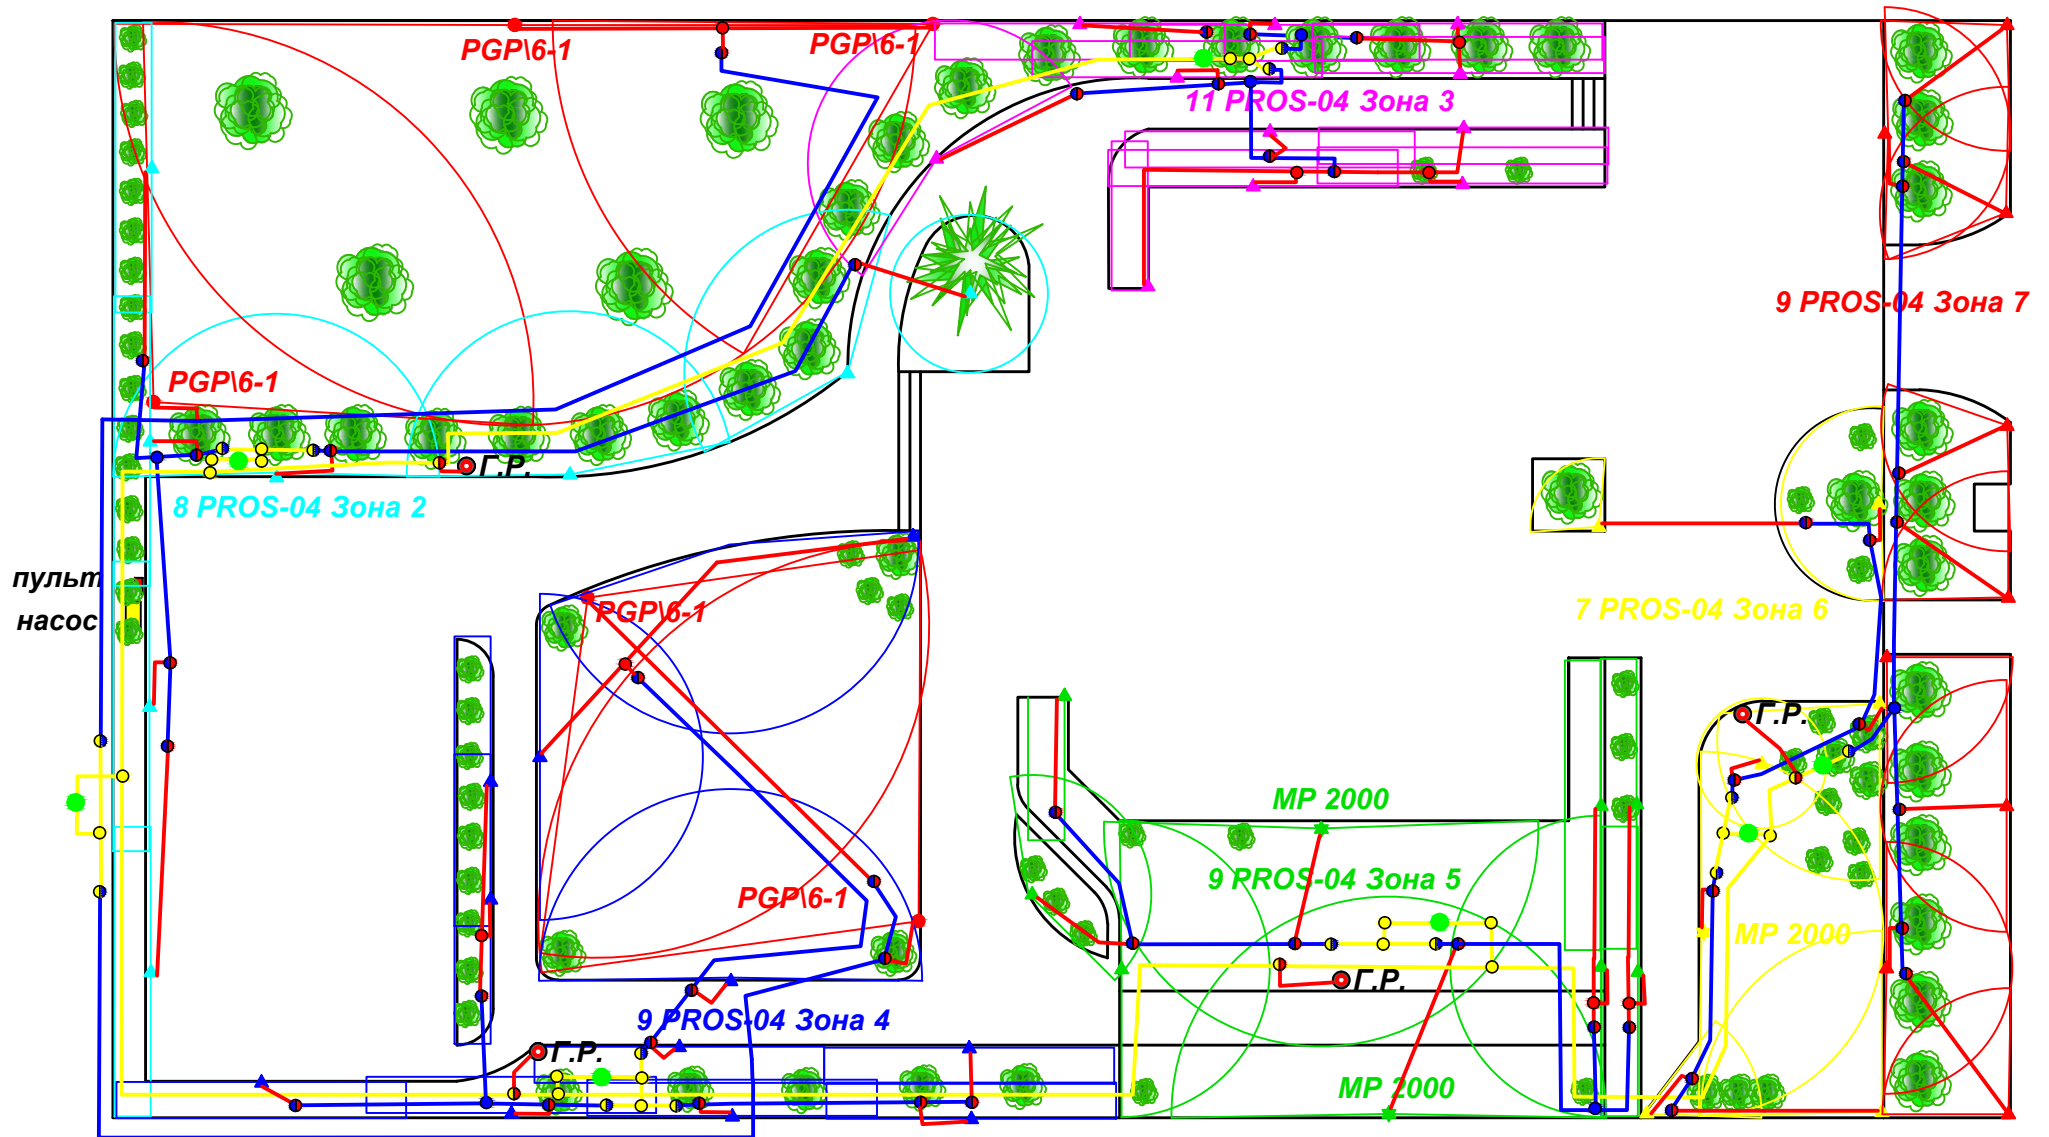 PGP\6-1
PGP\6-1
11 PROS-04 Зона 3
9 PROS-04 Зона 7
PGP\6-1
Г.Р.
8 PROS-04 Зона 2
пульт
насос
PGP\6-1
7 PROS-04 Зона 6
Г.Р.
MP 2000
9 PROS-04 Зона 5
PGP\6-1
MP 2000
Г.Р.
9 PROS-04 Зона 4
Г.Р.
MP 2000